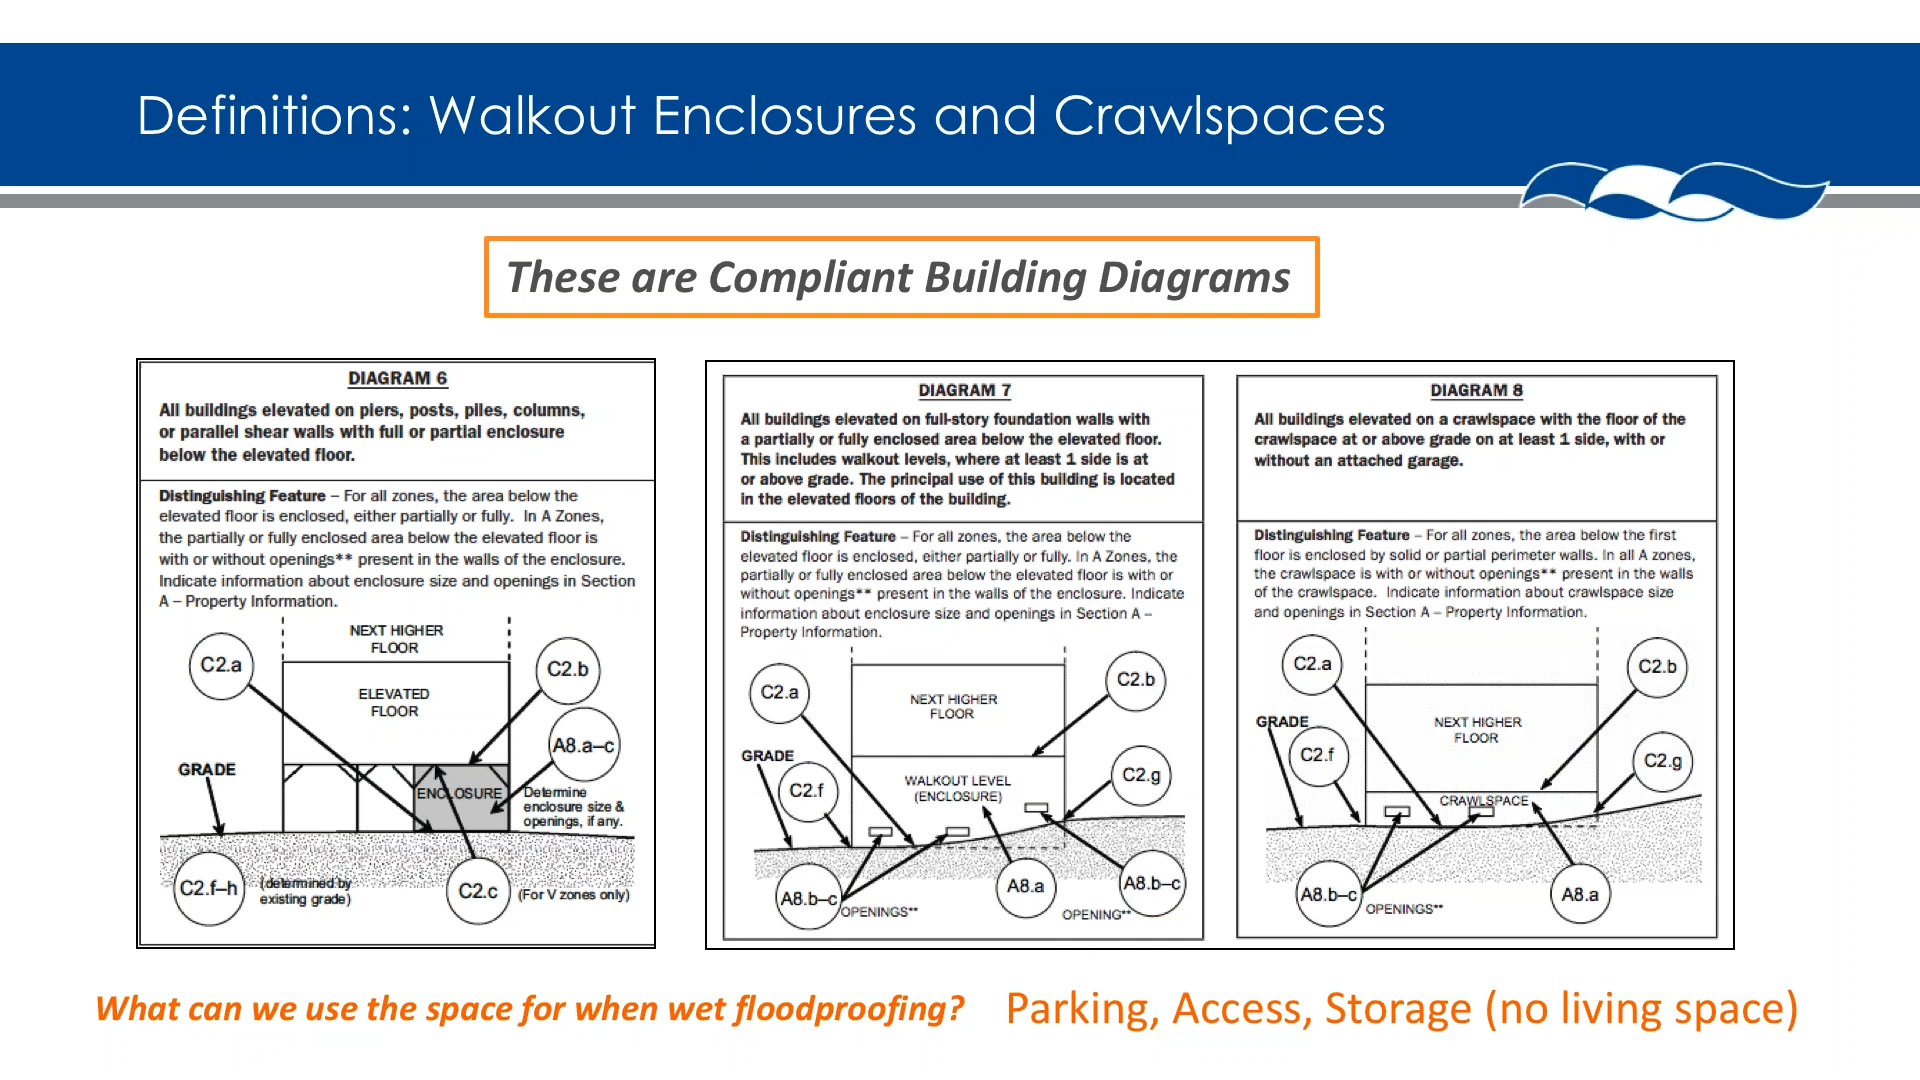 Definitions: Walkout Enclosures and Crawlspaces
These are Compliant Building Diagrams
DIAGRAM 6
All buildings elevated on piers, posts, piles, columns,
or parallel shear walls with full or partial enclosure
below the elevated floor.
Distinguishing Feature – For all zones, the area below the
elevated floor is enclosed, either partially or fully. In A Zones,
the partially or fully enclosed area below the elevated floor is
with or without openings** present in the walls of the enclosure.
Indicate information about enclosure size and openings in Section
A – Property Information.
NEXT HIGHER
FLOOR
C2.a
C2.b
ELEVATED
FLOOR
A8.a–c
GRADE
ENCLOSURE
Determine
enclosure size &
openings, if any.
C2.f–h
(determined by
existing grade)
C2.c
(For V zones only)
DIAGRAM 7
All buildings elevated on full-story foundation walls with
a partially or fully enclosed area below the elevated floor.
This includes walkout levels, where at least 1 side is at
or above grade. The principal use of this building is located
in the elevated floors of the building.
Distinguishing Feature – For all zones, the area below the
elevated floor is enclosed, either partially or fully. In A Zones, the
partially or fully enclosed area below the elevated floor is with or
without openings** present in the walls of the enclosure. Indicate
information about enclosure size and openings in Section A –
Property Information.
C2.a
C2.b
NEXT HIGHER
FLOOR
GRADE
C2.f
WALKOUT LEVEL
(ENCLOSURE)
C2.g
A8.b–c
OPENINGS**
A8.a
A8.b–c
OPENING**
DIAGRAM 8
All buildings elevated on a crawlspace with the floor of the
crawlspace at or above grade on at least 1 side, with or
without an attached garage.
Distinguishing Feature – For all zones, the area below the first
floor is enclosed by solid or partial perimeter walls. In all A zones,
the crawlspace is with or without openings** present in the walls
of the crawlspace. Indicate information about crawlspace size
and openings in Section A – Property Information.
C2.a
C2.b
GRADE
NEXT HIGHER
FLOOR
C2.f
C2.g
CRAWLSPACE
A8.b–c
OPENINGS**
A8.a
What can we use the space for when wet floodproofing? Parking, Access, Storage (no living space)